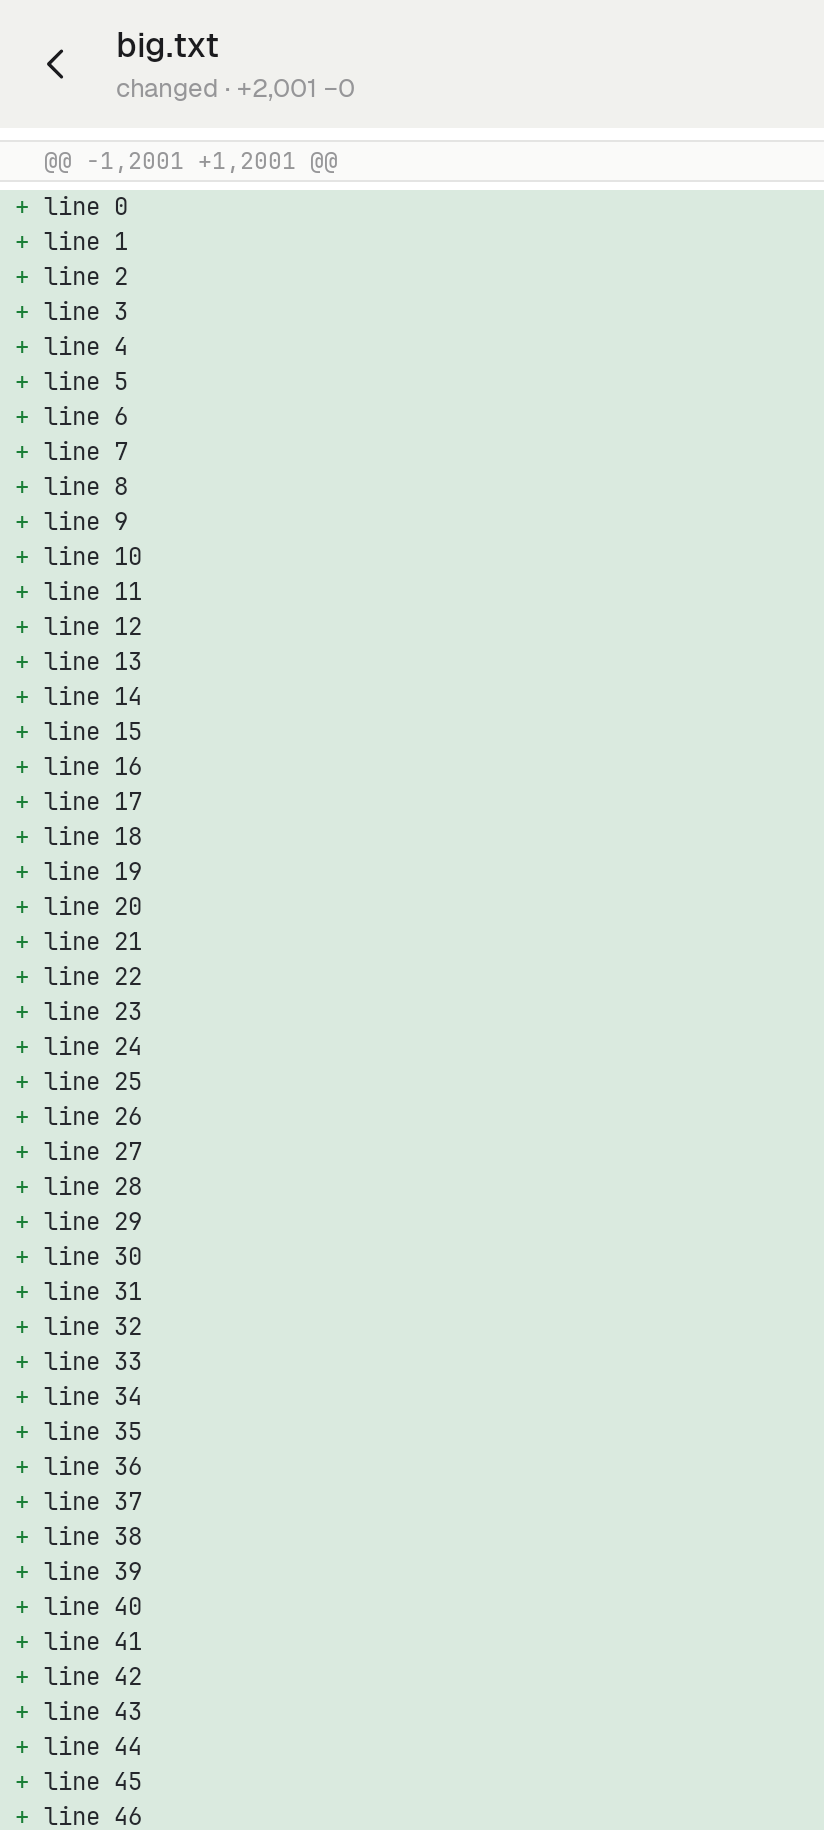 big.txt
changed · +2,001 −0
@@ -1,2001 +1,2001 @@
+ line 0
+ line 1
+ line 2
+ line 3
+ line 4
+ line 5
+ line 6
+ line 7
+ line 8
+ line 9
+ line 10
+ line 11
+ line 12
+ line 13
+ line 14
+ line 15
+ line 16
+ line 17
+ line 18
+ line 19
+ line 20
+ line 21
+ line 22
+ line 23
+ line 24
+ line 25
+ line 26
+ line 27
+ line 28
+ line 29
+ line 30
+ line 31
+ line 32
+ line 33
+ line 34
+ line 35
+ line 36
+ line 37
+ line 38
+ line 39
+ line 40
+ line 41
+ line 42
+ line 43
+ line 44
+ line 45
+ line 46